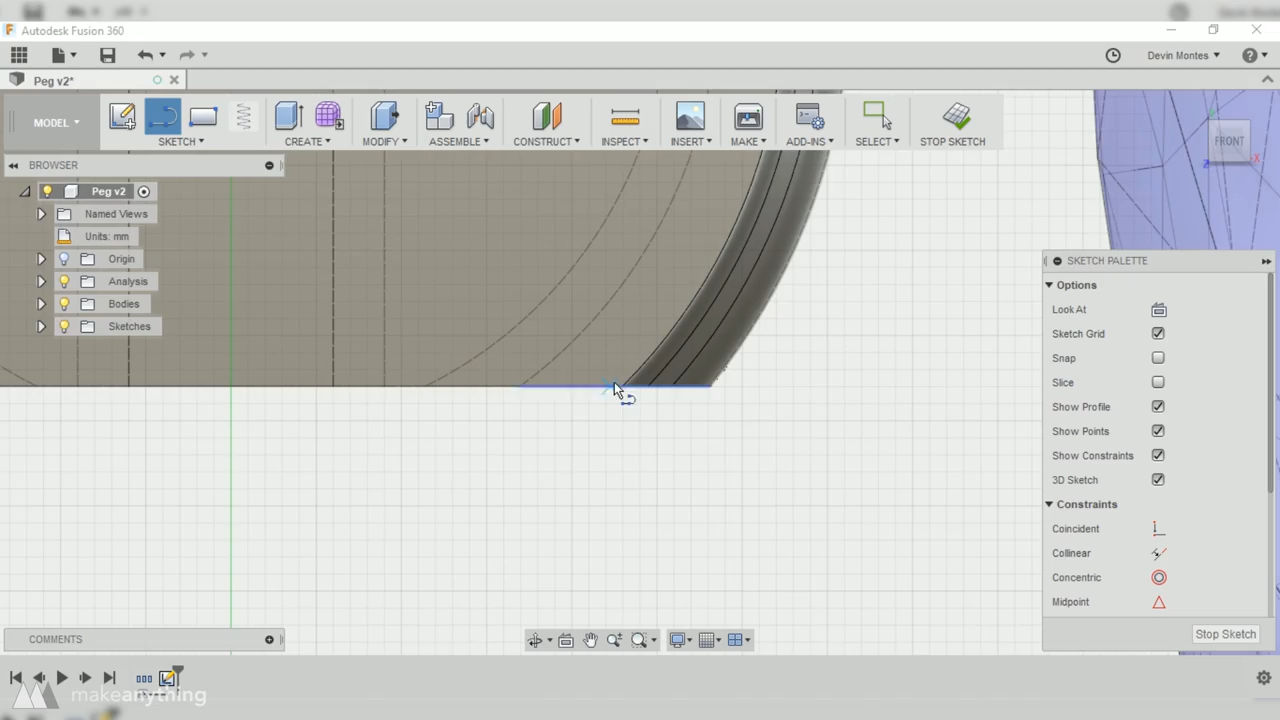 Autodesk Fusion 360
Devin Montes
Peg v2*
MODEL
SKETCH
CREATE
MODIFY
ASSEMBLE
CONSTRUCT
INSPECT
INSERT
MAKE
ADD-INS
SELECT
STOP SKETCH
FRONT
X
Z
BROWSER
Peg v2
Named Views
Units: mm
Origin
Analysis
Bodies
Sketches
SKETCH PALETTE
Options
Look At
Sketch Grid
Snap
Slice
Show Profile
Show Points
Show Constraints
3D Sketch
Constraints
Coincident
Collinear
Concentric
Midpoint
Stop Sketch
COMMENTS
makeanything